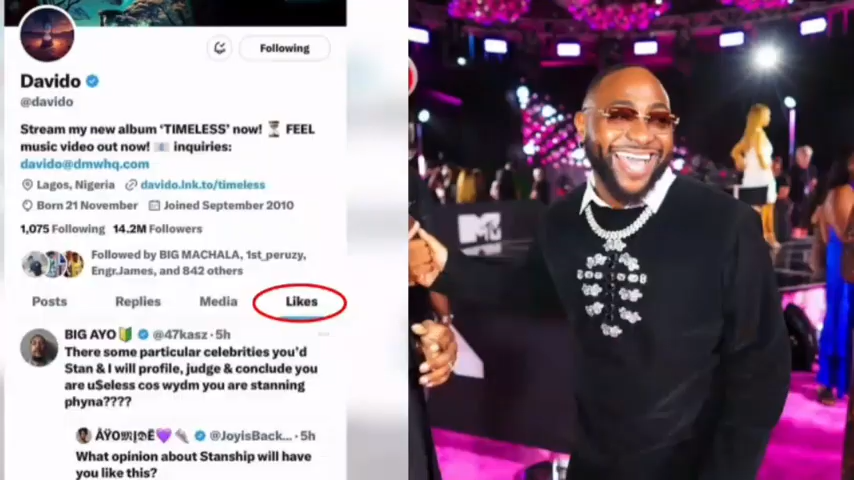 Following
Davido
@davido
Stream my new album ‘TIMELESS’ now! ⏳ FEEL
music video out now! 📧 inquiries:
davido@dmwhq.com
Lagos, Nigeria davido.lnk.to/timeless
Born 21 November Joined September 2010
1,075 Following 14.2M Followers
Followed by BIG MACHALA, 1st_peruzy,
Engr.James, and 842 others
Posts Replies Media Likes
BIG AYO🔰 @47kasz · 5h
There some particular celebrities you’d
Stan & I will profile, judge & conclude you
are u$eless cos wydm you are stanning
phyna????
@JoyisBack... · 5h
What opinion about Stanship will have
you like this?
MTV